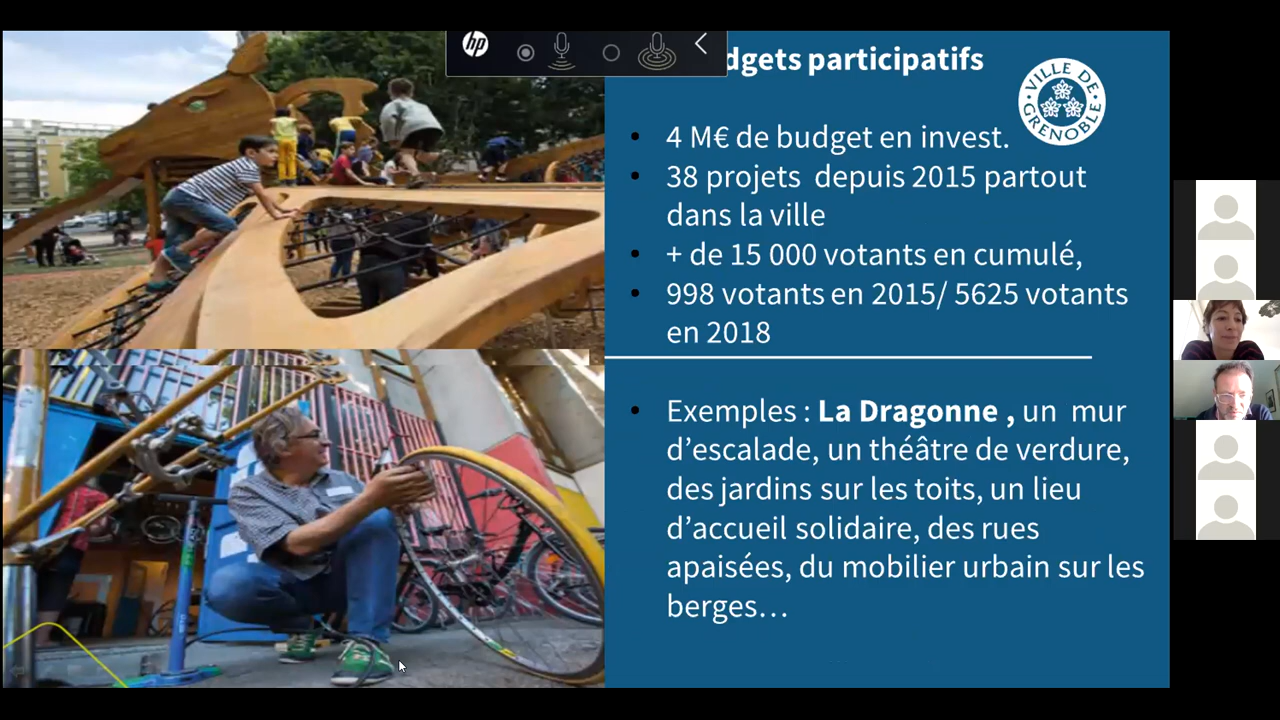 hp
dgets participatifs
VILLE DE
GRENOBLE
• 4 M€ de budget en invest.
• 38 projets depuis 2015 partout
dans la ville
• + de 15 000 votants en cumulé,
• 998 votants en 2015/ 5625 votants
en 2018
• Exemples : La Dragonne , un mur
d’escalade, un théâtre de verdure,
des jardins sur les toits, un lieu
d’accueil solidaire, des rues
apaisées, du mobilier urbain sur les
berges…